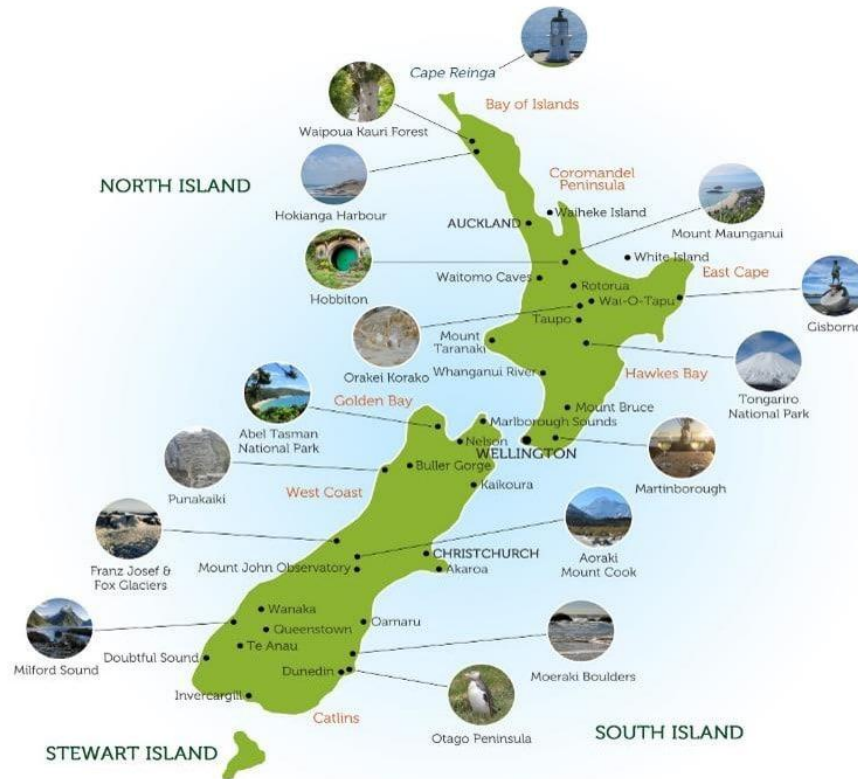 Cape Reinga
Bay of Islands
Waipoua Kauri Forest
NORTH ISLAND
Coromandel
Peninsula
Hokianga Harbour
Waiheke Island
AUCKLAND
Mount Maunganui
White Island
East Cape
Waitomo Caves
Hobbiton
Rotorua
Wai-O-Tapu
Taupo
Gisborne
Mount
Taranaki
Orakei Korako
Whanganui River
Hawkes Bay
Tongariro
National Park
Golden Bay
Mount Bruce
Marlborough Sounds
Abel Tasman
National Park
Nelson
WELLINGTON
Buller Gorge
Martinborough
Punakaiki
West Coast
Kaikoura
CHRISTCHURCH
Aoraki
Mount Cook
Franz Josef &
Fox Glaciers
Mount John Observatory
Akaroa
Wanaka
Oamaru
Queenstown
Te Anau
Milford Sound
Doubtful Sound
Dunedin
Moeraki Boulders
Invercargill
Catlins
Otago Peninsula
SOUTH ISLAND
STEWART ISLAND